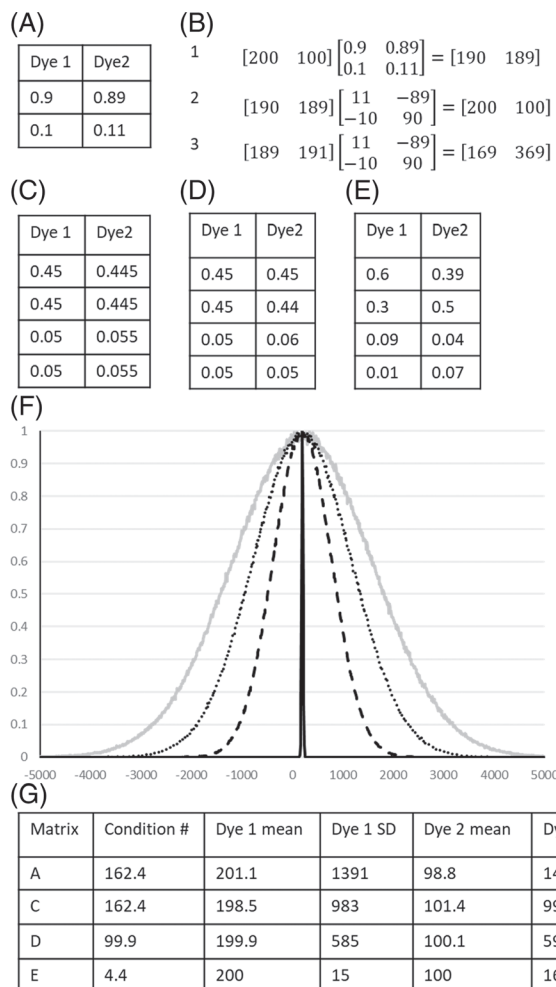 (A)
Dye 1 Dye2
0.9 0.89
0.1 0.11
(B)
1 [200 100] [0.9 0.89
0.1 0.11] = [190 189]
2 [190 189] [11 −89
−10 90] = [200 100]
3 [189 191] [11 −89
−10 90] = [169 369]
(C)
Dye 1 Dye2
0.45 0.445
0.45 0.445
0.05 0.055
0.05 0.055
(D)
Dye 1 Dye2
0.45 0.45
0.45 0.44
0.05 0.06
0.05 0.05
(E)
Dye 1 Dye2
0.6 0.39
0.3 0.5
0.09 0.04
0.01 0.07
(F)
1
0.9
0.8
0.7
0.6
0.5
0.4
0.3
0.2
0.1
0
-5000 -4000 -3000 -2000 -1000 0 1000 2000 3000 4000 5000
(G)
Matrix Condition # Dye 1 mean Dye 1 SD Dye 2 mean
A 162.4 201.1 1391 98.8
C 162.4 198.5 983 101.4
D 99.9 199.9 585 100.1
E 4.4 200 15 100